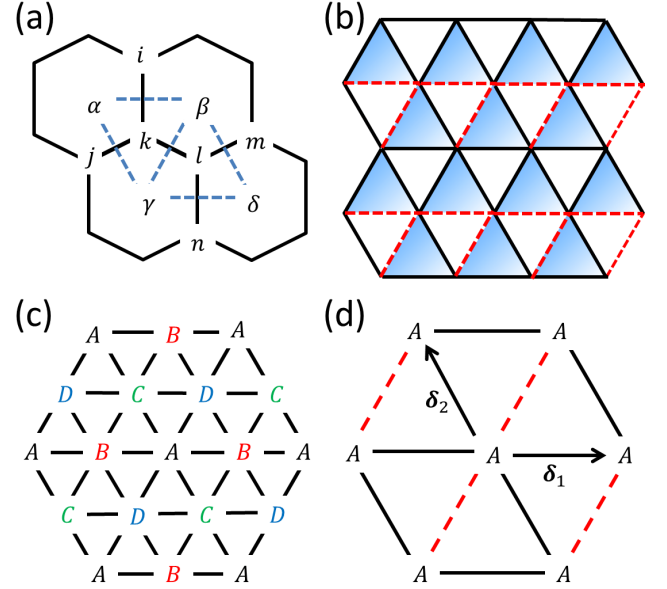 (a)
i
α β
j k l m
γ δ
n
(b)
(c)
A B A
D C D C
A B A B A
C D C D
A B A
(d)
A A
δ₂
A A A
δ₁
A A